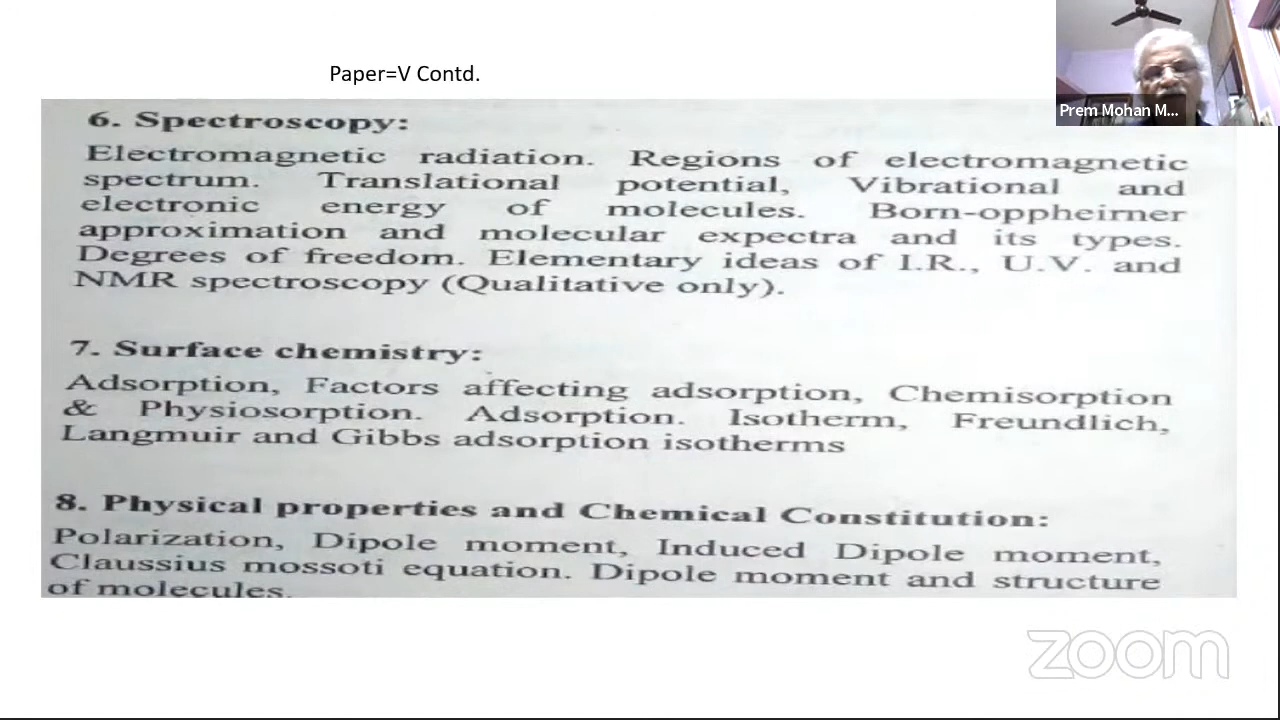 Paper=V Contd.
Prem Mohan M...
6. Spectroscopy:
Electromagnetic radiation. Regions of electromagnetic
spectrum. Translational potential, Vibrational and
electronic energy of molecules. Born-oppheirner
approximation and molecular expectra and its types.
Degrees of freedom. Elementary ideas of I.R., U.V. and
NMR spectroscopy (Qualitative only).
7. Surface chemistry:
Adsorption, Factors affecting adsorption, Chemisorption
& Physiosorption. Adsorption. Isotherm, Freundlich,
Langmuir and Gibbs adsorption isotherms
8. Physical properties and Chemical Constitution:
Polarization, Dipole moment, Induced Dipole moment,
Claussius mossoti equation. Dipole moment and structure
of molecules.
zoom